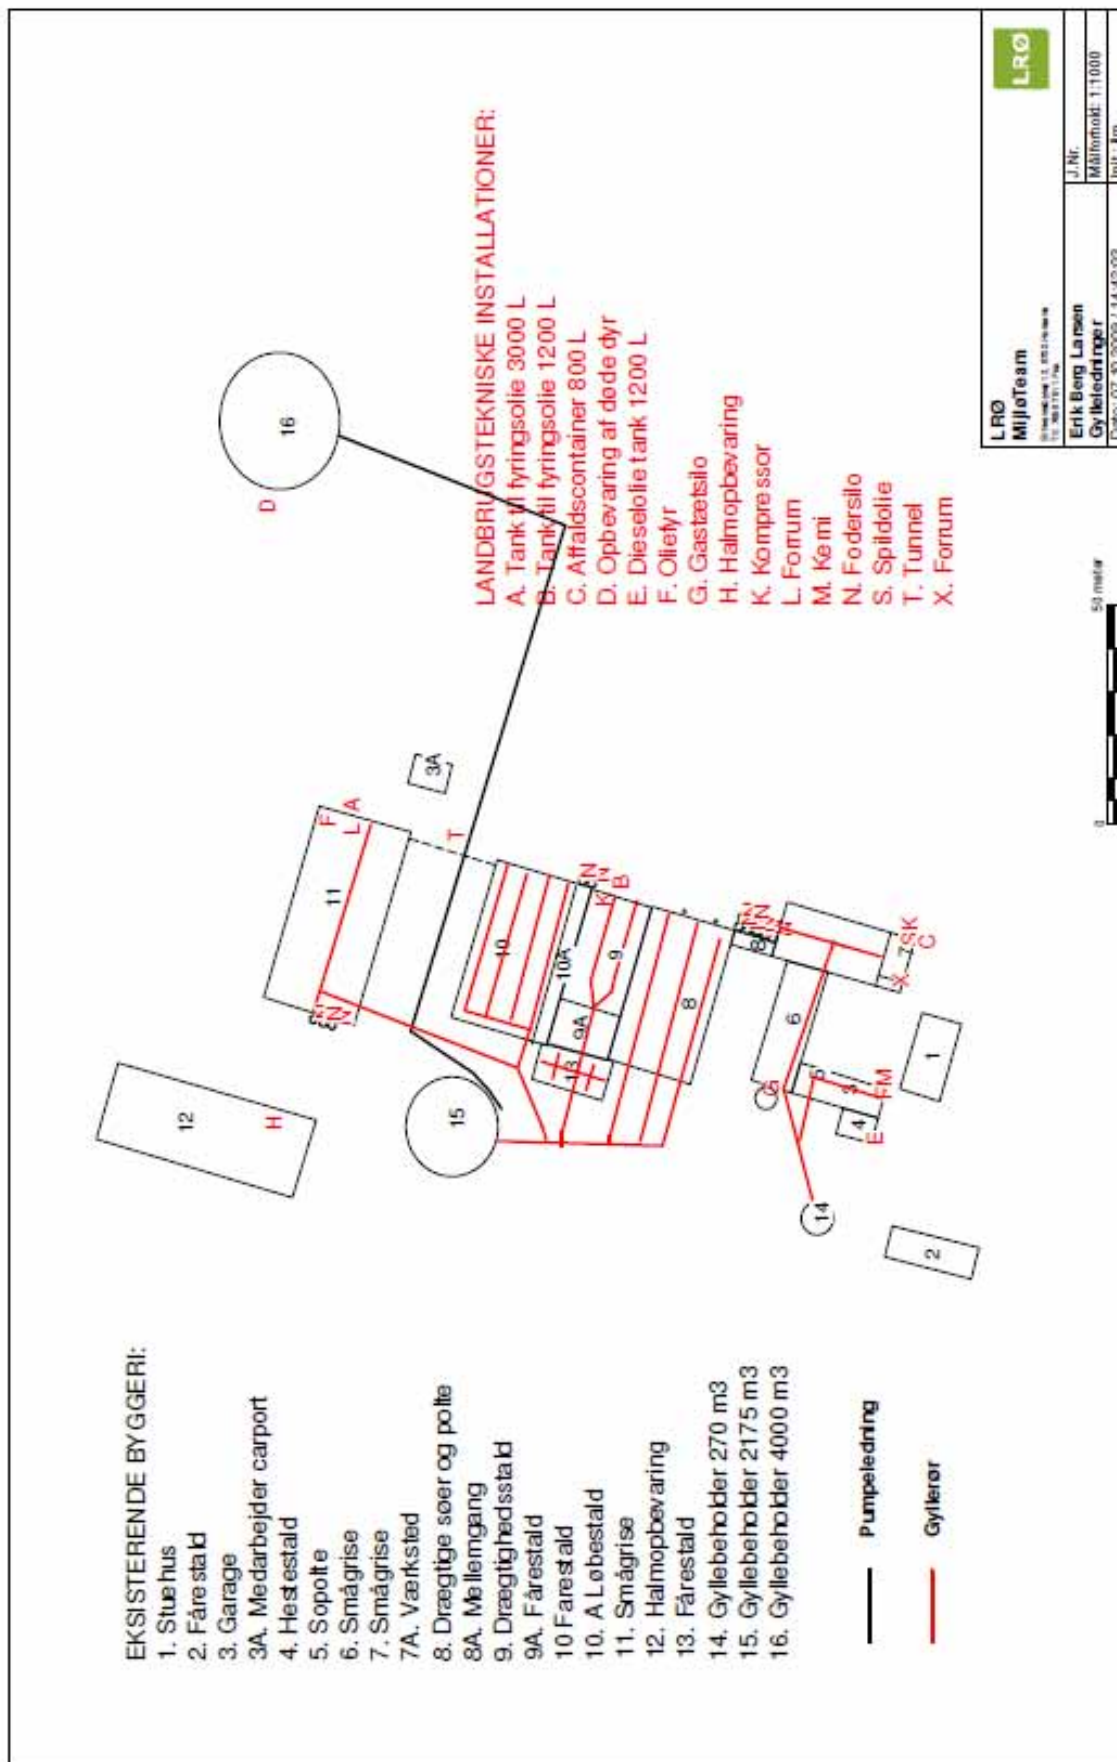 EKSISTERENDE BYGGERI:
1. Stuehus
2. Fårestald
3. Garage
3A. Medarbejder carport
4. Hestestald
5. Sopolte
6. Smågrise
7. Smågrise
7A. Værksted
8. Drægtige søer og polte
8A. Mellemgang
9. Drægtighedsstald
9A. Fårestald
10 Farestald
10. A Løbestald
11. Smågrise
12. Halmopbevaring
13. Fårestald
14. Gyllebeholder 270 m3
15. Gyllebeholder 2175 m3
16. Gyllebeholder 4000 m3
Pumpeledning
Gyllerør
12
H
11
F
L
A
N
3A
T
15
10
10A
N
K
B
9
9A
13
8
N
8
7
SK
C
X
6
G
5
3
FM
4
E
1
14
2
16
D
LANDBRUGSTEKNISKE INSTALLATIONER:
A. Tank til fyringsolie 3000 L
B. Tank til fyringsolie 1200 L
C. Affaldscontainer 800 L
D. Opbevaring af døde dyr
E. Dieselolie tank 1200 L
F. Oliefyr
G. Gastætsilo
H. Halmopbevaring
K. Kompressor
L. Forrum
M. Kemi
N. Fodersilo
S. Spildolie
T. Tunnel
X. Forrum
0
50 meter
LRØ
LRØ
MiljøTeam
Erik Berg Larsen
Gylleledninger
J.Nr.
Målforhold: 1:1000